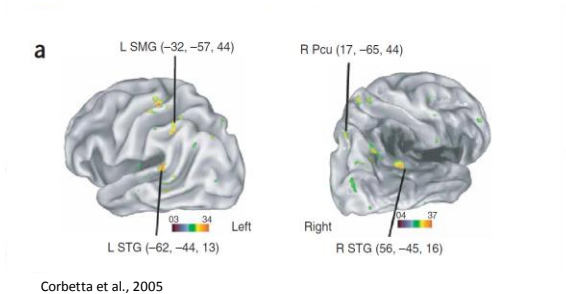 a
L SMG (−32, −57, 44)
R Pcu (17, −65, 44)
03 34
Left
L STG (−62, −44, 13)
Right
04 37
R STG (56, −45, 16)
Corbetta et al., 2005